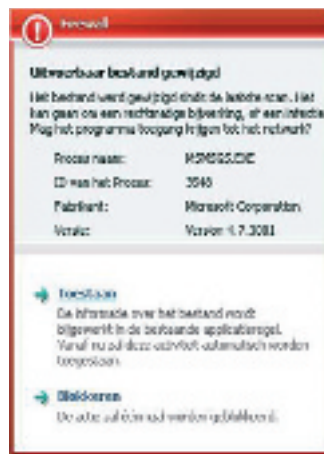 Firewall
Uitvoerbaar bestand gewijzigd
Het bestand werd gewijzigd sinds de laatste scan. Het
kan gaan om een rechtmatige bijwerking, of een infectie.
Mag het programma toegang krijgen tot het netwerk?
Proces naam: MSMSGS.EXE
ID van het Proces: 3548
Fabrikant: Microsoft Corporation
Versie: Version 4.7.3001
Toestaan
De informatie over het bestand wordt
bijgewerkt in de bestaande applicatieregel.
Vanaf nu zal deze activiteit automatisch worden
toegestaan.
Blokkeren
De actie zal éénmaal worden geblokkeerd.